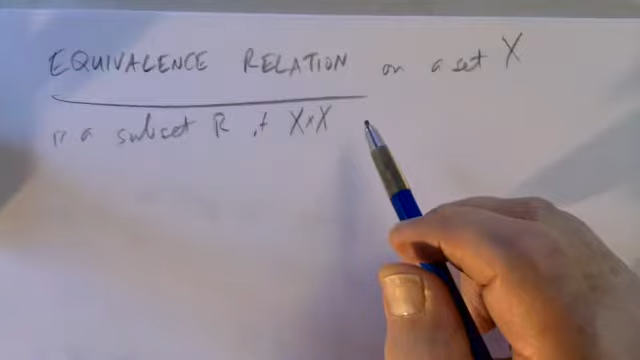 EQUIVALENCE RELATION on a set X
is a subset R of X×X